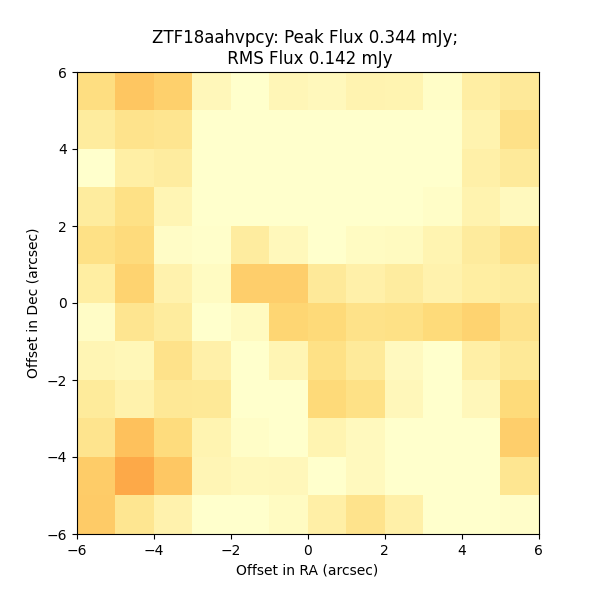 ZTF18aahvpcy: Peak Flux 0.344 mJy;
RMS Flux 0.142 mJy
6
4
2
0
−2
−4
−6
Offset in Dec (arcsec)
−6 −4 −2 0 2 4 6
Offset in RA (arcsec)